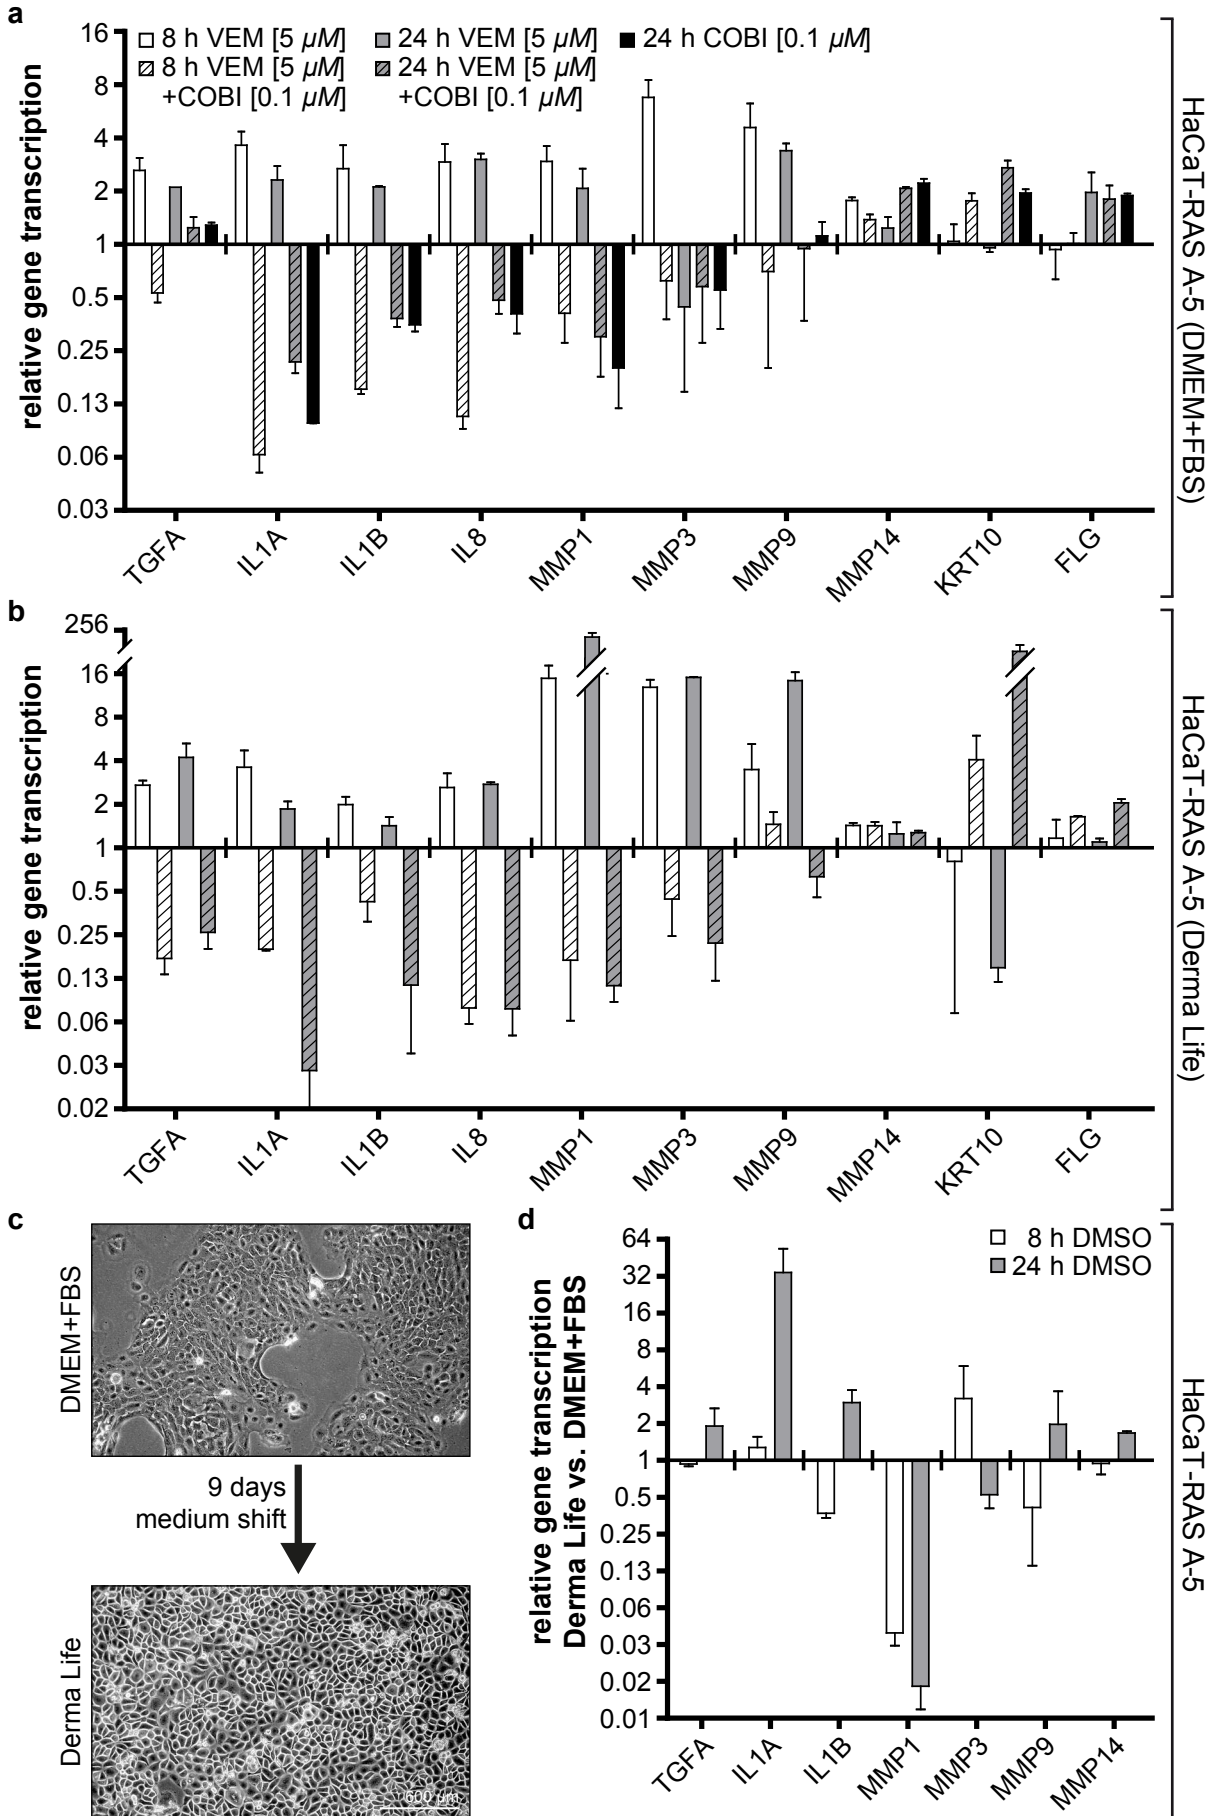 a
16
8
4
2
1
0.5
0.25
0.13
0.06
0.03
relative gene transcription
8 h VEM [5 µM]
8 h VEM [5 µM]
+COBI [0.1 µM]
24 h VEM [5 µM]
24 h VEM [5 µM]
+COBI [0.1 µM]
24 h COBI [0.1 µM]
TGFA
IL1A
IL1B
IL8
MMP1
MMP3
MMP9
MMP14
KRT10
FLG
HaCaT-RAS A-5 (DMEM+FBS)
b
256
16
8
4
2
1
0.5
0.25
0.13
0.06
0.03
0.02
relative gene transcription
TGFA
IL1A
IL1B
IL8
MMP1
MMP3
MMP9
MMP14
KRT10
FLG
HaCaT-RAS A-5 (Derma Life)
c
DMEM+FBS
9 days
medium shift
Derma Life
600 µm
d
64
32
16
8
4
2
1
0.5
0.25
0.13
0.06
0.03
0.02
0.01
relative gene transcription
Derma Life vs. DMEM+FBS
8 h DMSO
24 h DMSO
TGFA
IL1A
IL1B
MMP1
MMP3
MMP9
MMP14
HaCaT-RAS A-5